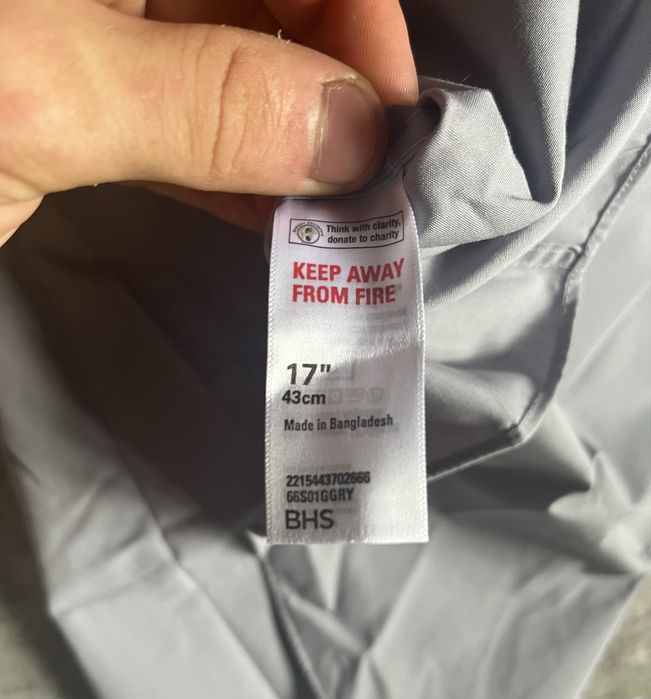 Think with clarity,
donate to charity
KEEP AWAY
FROM FIRE
17"
43cm
Made in Bangladesh
2215443702666
66S01GGRY
BHS